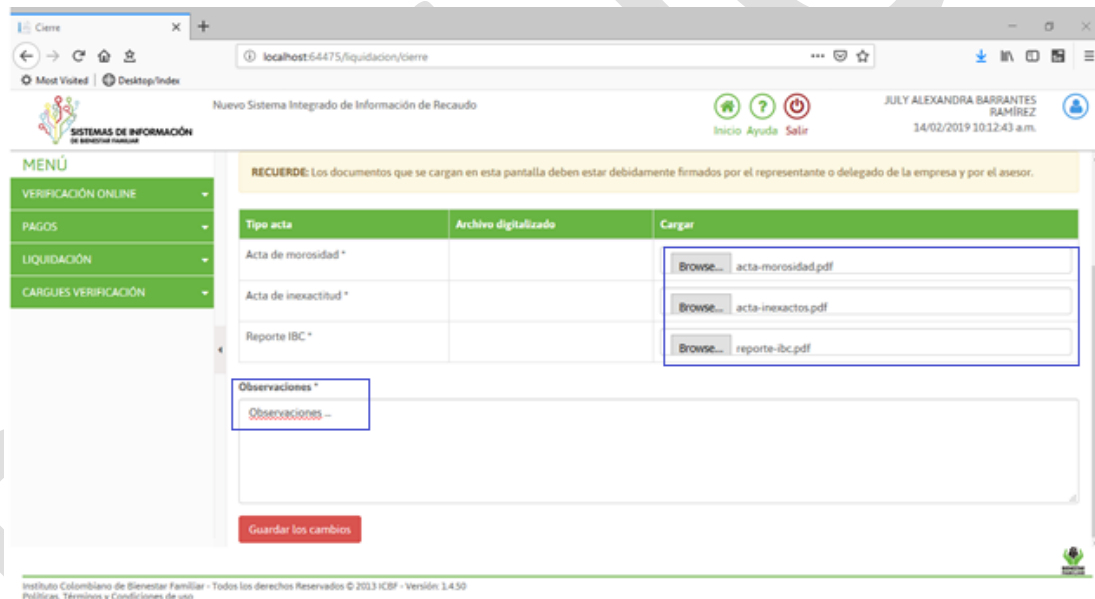 Cierre
localhost:64475/liquidacion/cierre
Most Visited Desktop/Index
SISTEMAS DE INFORMACIÓN
DE BIENESTAR FAMILIAR
Nuevo Sistema Integrado de Información de Recaudo
Inicio Ayuda Salir
JULY ALEXANDRA BARRANTES
RAMÍREZ
14/02/2019 10:12:43 a.m.
MENÚ
VERIFICACIÓN ONLINE
PAGOS
LIQUIDACIÓN
CARGUES VERIFICACIÓN
RECUERDE: Los documentos que se cargan en esta pantalla deben estar debidamente firmados por el representante o delegado de la empresa y por el asesor.
Tipo acta Archivo digitalizado Cargar
Acta de morosidad * Browse... acta-morosidad.pdf
Acta de inexactitud * Browse... acta-inexactos.pdf
Reporte IBC * Browse... reporte-ibc.pdf
Observaciones *
Observaciones ...
Guardar los cambios
BIENESTAR
FAMILIAR
Instituto Colombiano de Bienestar Familiar - Todos los derechos Reservados © 2013 ICBF - Versión: 1.4.50
Políticas, Términos y Condiciones de uso